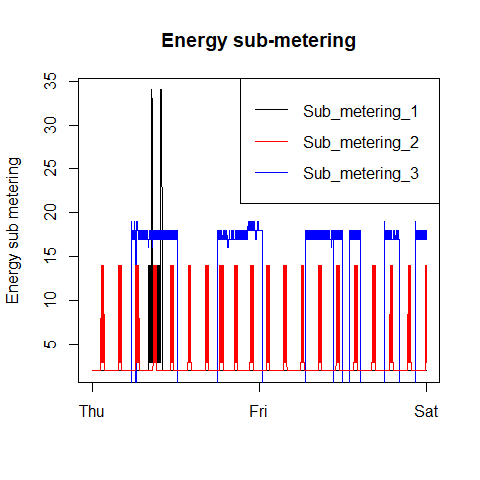 Energy sub-metering
Energy sub metering
35
30
25
20
15
10
5
Sub_metering_1
Sub_metering_2
Sub_metering_3
Thu
Fri
Sat